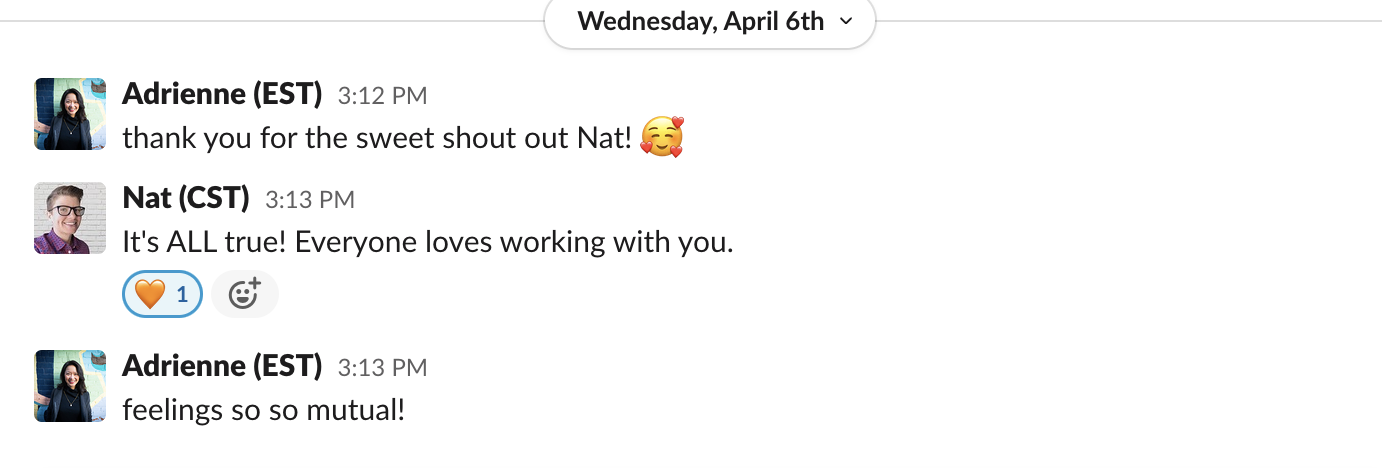 Wednesday, April 6th
Adrienne (EST) 3:12 PM
thank you for the sweet shout out Nat! 🥰
Nat (CST) 3:13 PM
It's ALL true! Everyone loves working with you.
🧡 1
Adrienne (EST) 3:13 PM
feelings so so mutual!